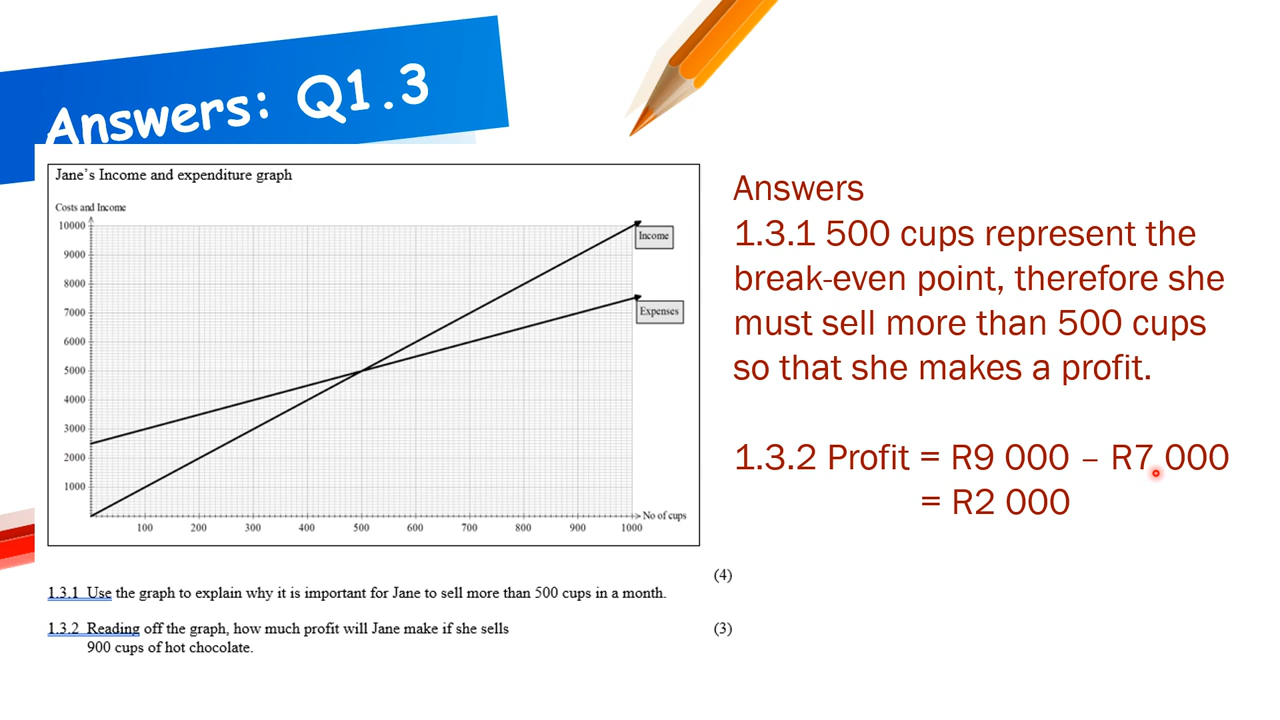 Answers: Q1.3
Jane's Income and expenditure graph
Costs and Income
10000
9000
8000
7000
6000
5000
4000
3000
2000
1000
Income
Expenses
No of cups
100 200 300 400 500 600 700 800 900 1000
(4)
1.3.1 Use the graph to explain why it is important for Jane to sell more than 500 cups in a month.
1.3.2 Reading off the graph, how much profit will Jane make if she sells (3)
900 cups of hot chocolate.
Answers
1.3.1 500 cups represent the
break-even point, therefore she
must sell more than 500 cups
so that she makes a profit.
1.3.2 Profit = R9 000 – R7 000
= R2 000